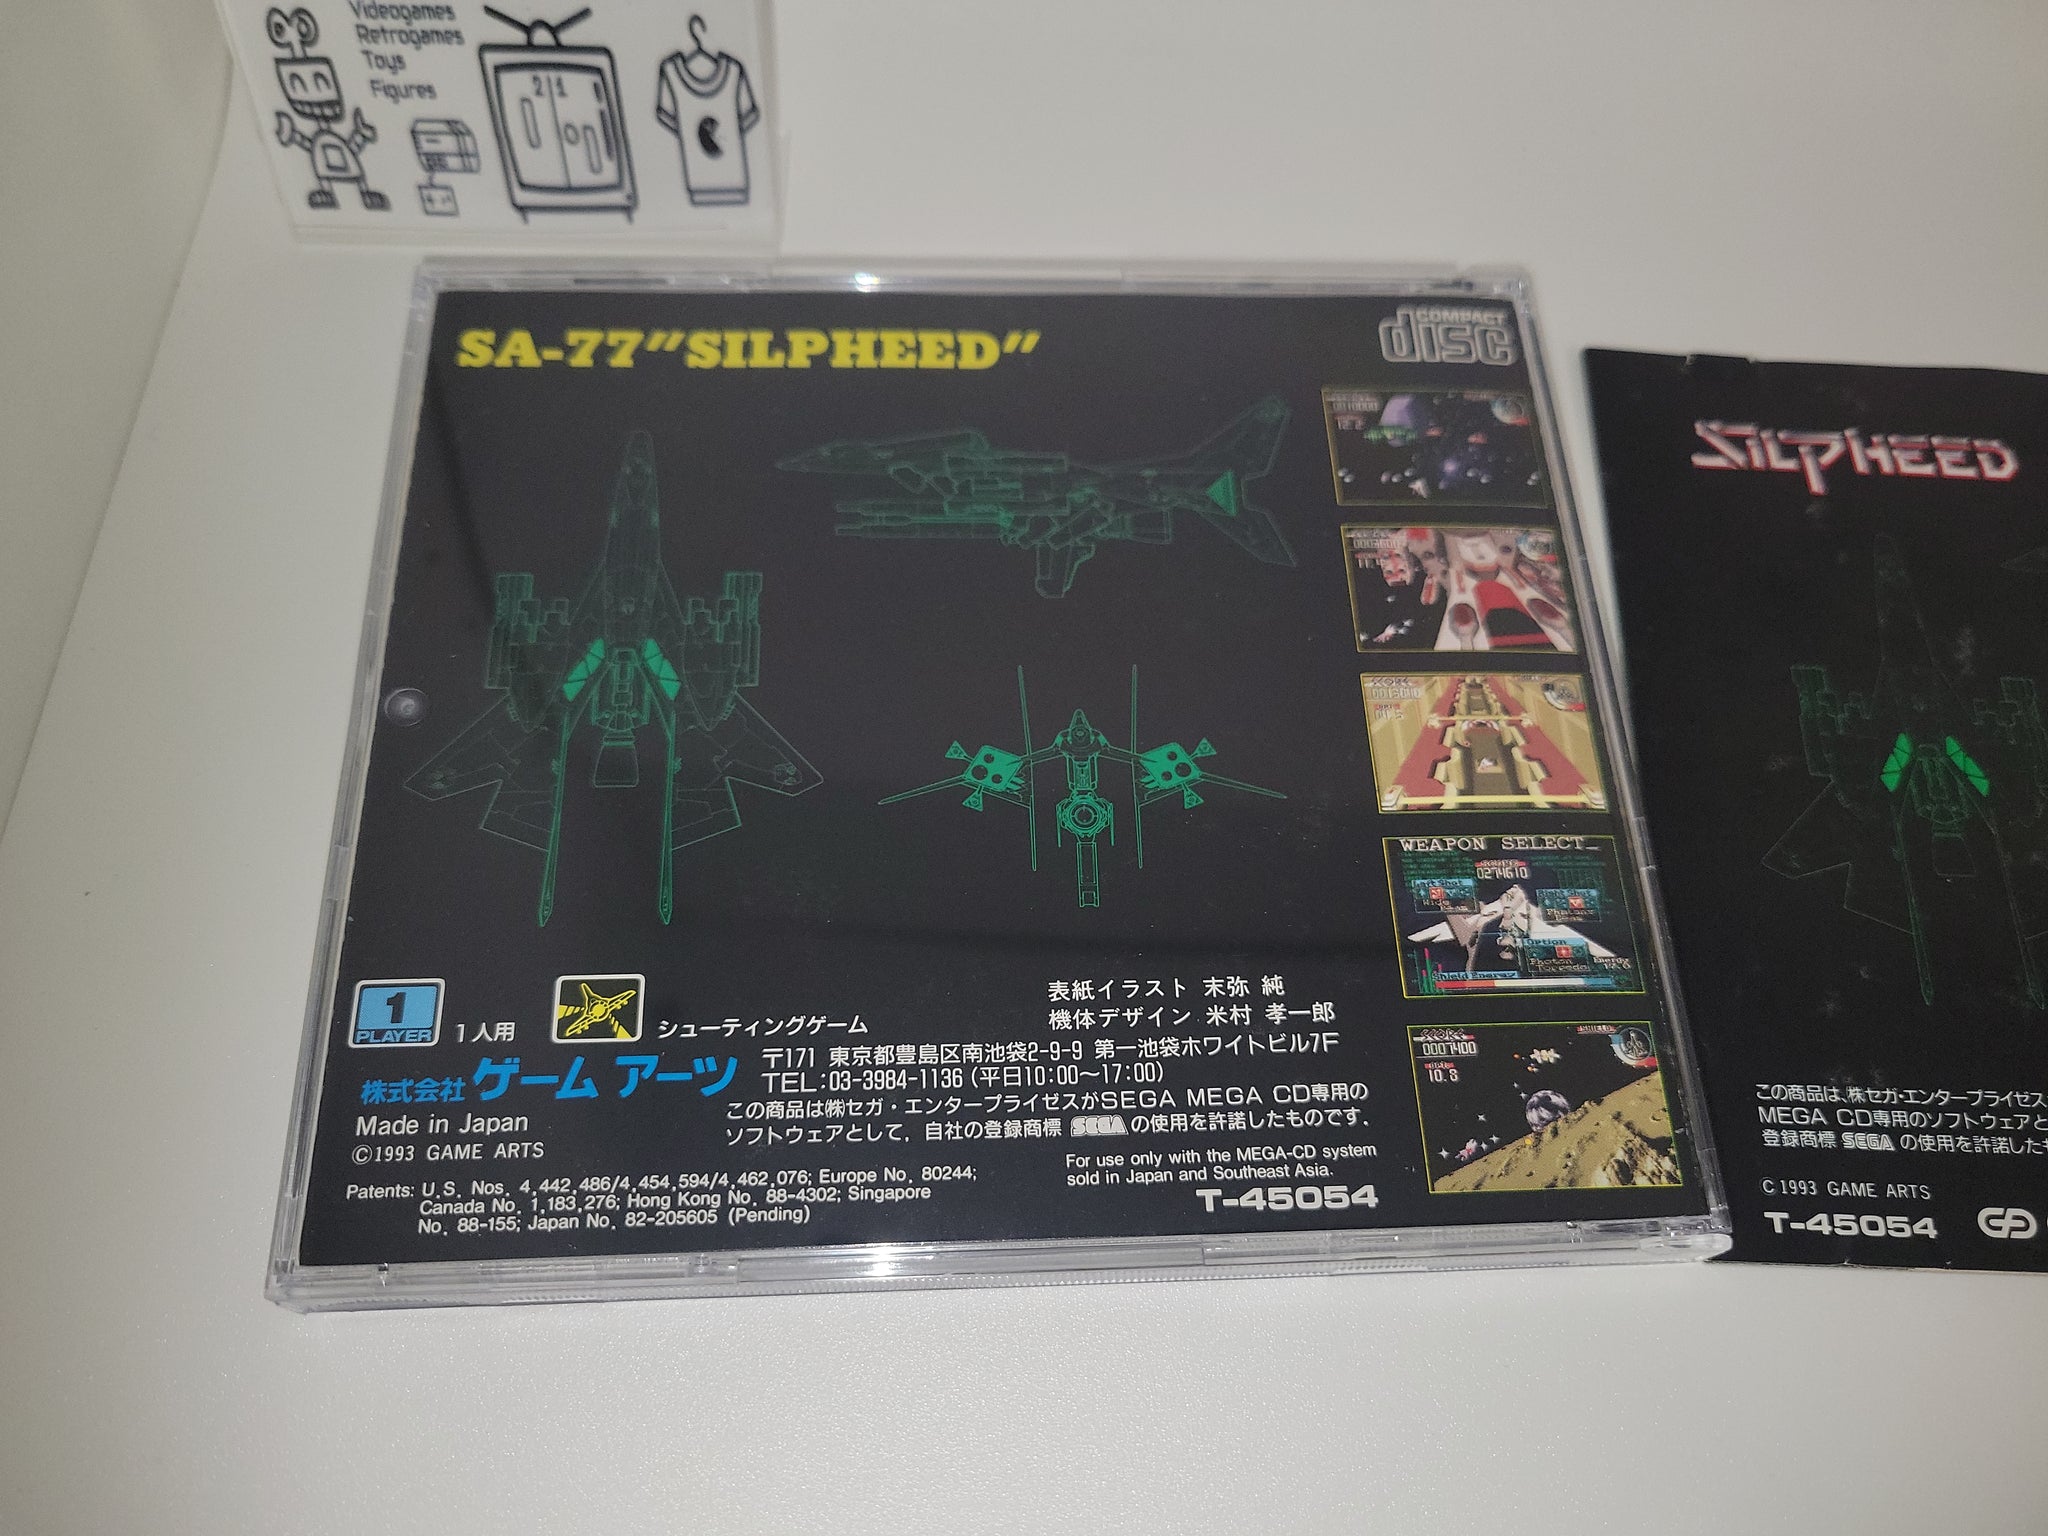 Videogames
Retrogames
Toys
Figures
21
SA-77"SILPHEED"
COMPACT
disc
WEAPON SELECT_
0274610
Option
Shield Energy
SHIELD
0007400
10.8
1
PLAYER
1人用
シューティングゲーム
表紙イラスト 末弥 純
機体デザイン 米村 孝一郎
株式会社 ゲームアーツ
〒171 東京都豊島区南池袋2-9-9 第一池袋ホワイトビル7F
TEL:03-3984-1136(平日10:00〜17:00)
この商品は㈱セガ・エンタープライゼスがSEGA MEGA CD専用の
ソフトウェアとして,自社の登録商標 SEGA の使用を許諾したものです.
Made in Japan
©1993 GAME ARTS
Patents: U.S. Nos. 4,442,486/4,454,594/4,462,076; Europe No. 80244;
Canada No. 1,183,276; Hong Kong No. 88-4302; Singapore
No. 88-155; Japan No. 82-205605 (Pending)
For use only with the MEGA-CD system
sold in Japan and Southeast Asia.
T-45054
SILPHEED
この商品は、㈱セガ・エンタープライゼス
MEGA CD専用のソフトウェアと
登録商標 SEGA の使用を許諾した
©1993 GAME ARTS
T-45054